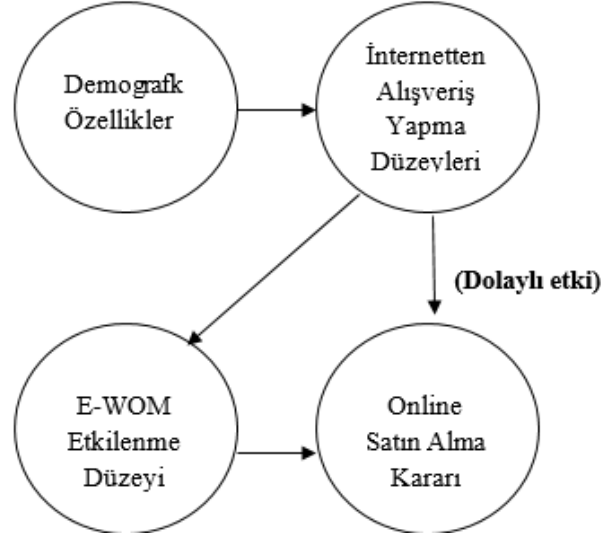 Demografk
Özellikler
İnternetten
Alışveriş
Yapma
Düzeyleri
(Dolaylı etki)
E-WOM
Etkilenme
Düzeyi
Online
Satın Alma
Kararı